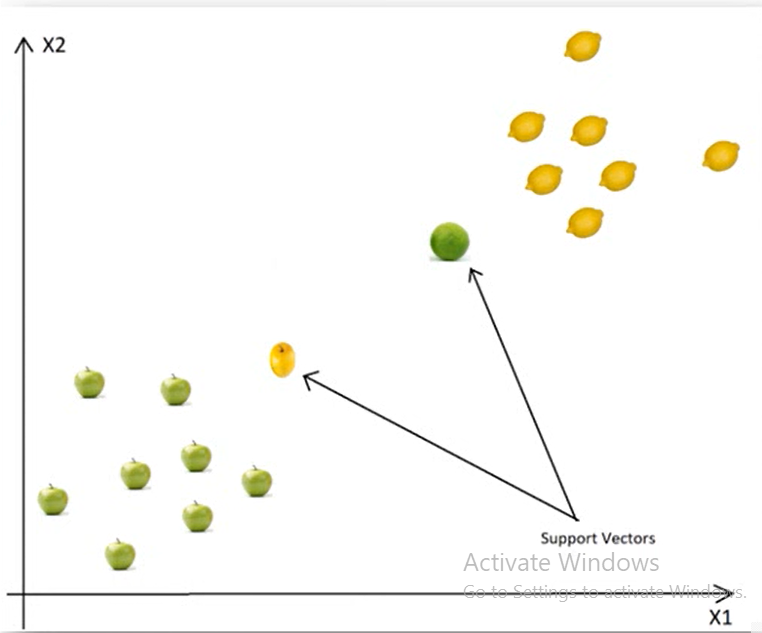 X2
Support Vectors
Activate Windows
Go to Settings to activate Windows.
X1